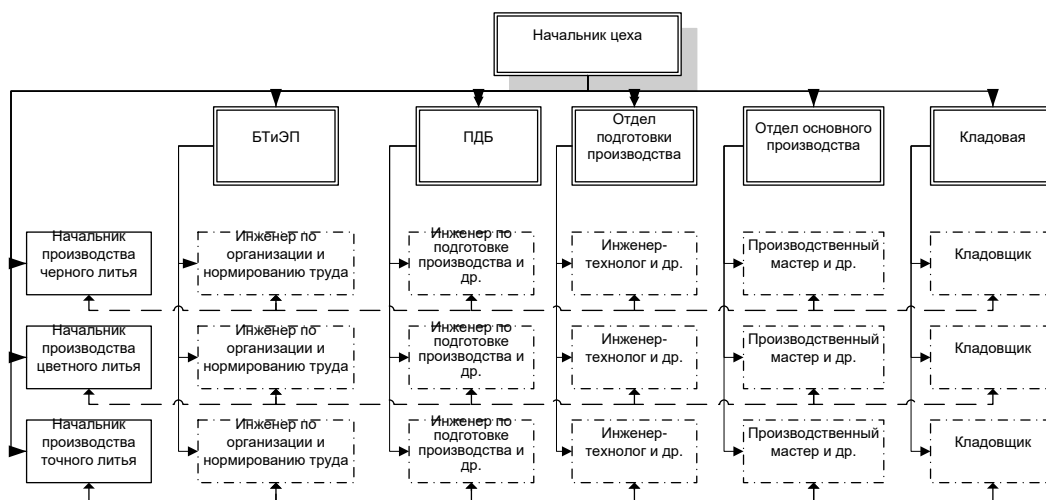 Начальник цеха
БТиЭП
ПДБ
Отдел
подготовки
производства
Отдел основного
производства
Кладовая
Начальник
производства
черного литья
Инженер по
организации и
нормированию труда
Инженер по
подготовке
производства и
др.
Инженер-
технолог и др.
Производственный
мастер и др.
Кладовщик
Начальник
производства
цветного литья
Инженер по
организации и
нормированию труда
Инженер по
подготовке
производства и
др.
Инженер-
технолог и др.
Производственный
мастер и др.
Кладовщик
Начальник
производства
точного литья
Инженер по
организации и
нормированию труда
Инженер по
подготовке
производства и
др.
Инженер-
технолог и др.
Производственный
мастер и др.
Кладовщик